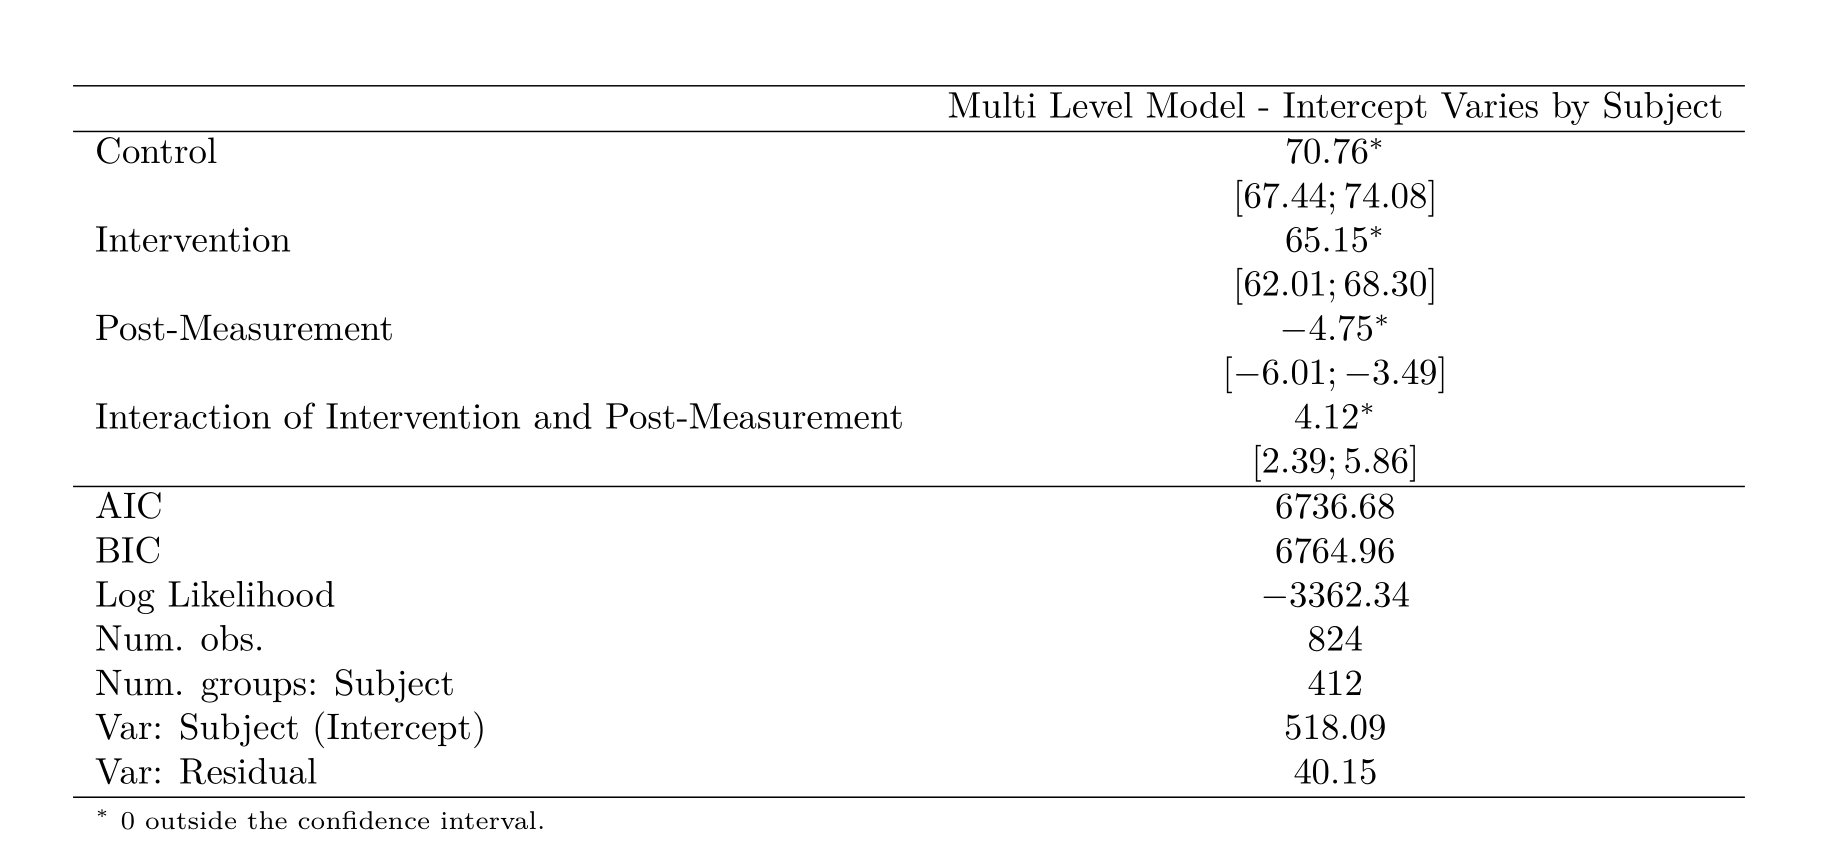 Multi Level Model - Intercept Varies by Subject
Control 70.76*
[67.44; 74.08]
Intervention 65.15*
[62.01; 68.30]
Post-Measurement −4.75*
[−6.01; −3.49]
Interaction of Intervention and Post-Measurement 4.12*
[2.39; 5.86]
AIC 6736.68
BIC 6764.96
Log Likelihood −3362.34
Num. obs. 824
Num. groups: Subject 412
Var: Subject (Intercept) 518.09
Var: Residual 40.15
* 0 outside the confidence interval.